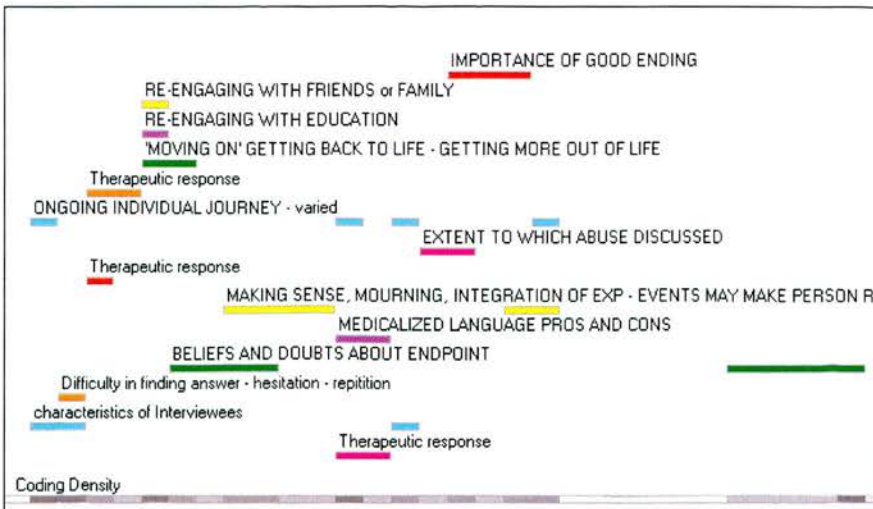 IMPORTANCE OF GOOD ENDING
RE-ENGAGING WITH FRIENDS or FAMILY
RE-ENGAGING WITH EDUCATION
'MOVING ON' GETTING BACK TO LIFE - GETTING MORE OUT OF LIFE
Therapeutic response
ONGOING INDIVIDUAL JOURNEY - varied
EXTENT TO WHICH ABUSE DISCUSSED
Therapeutic response
MAKING SENSE, MOURNING, INTEGRATION OF EXP - EVENTS MAY MAKE PERSON R
MEDICALIZED LANGUAGE PROS AND CONS
BELIEFS AND DOUBTS ABOUT ENDPOINT
Difficulty in finding answer - hesitation - repitition
characteristics of Interviewees
Therapeutic response
Coding Density